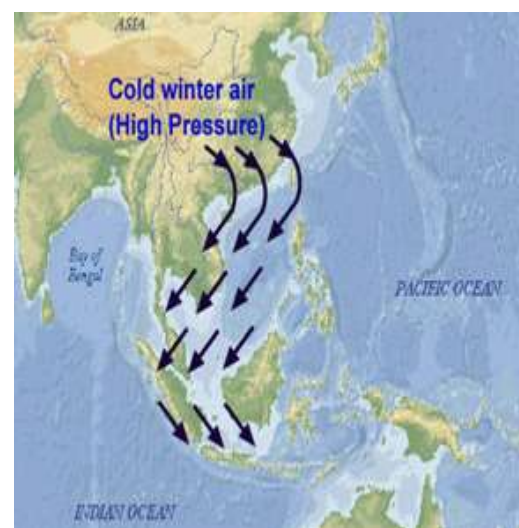 ASIA
Cold winter air
(High Pressure)
Bay of
Bengal
PACIFIC OCEAN
INDIAN OCEAN